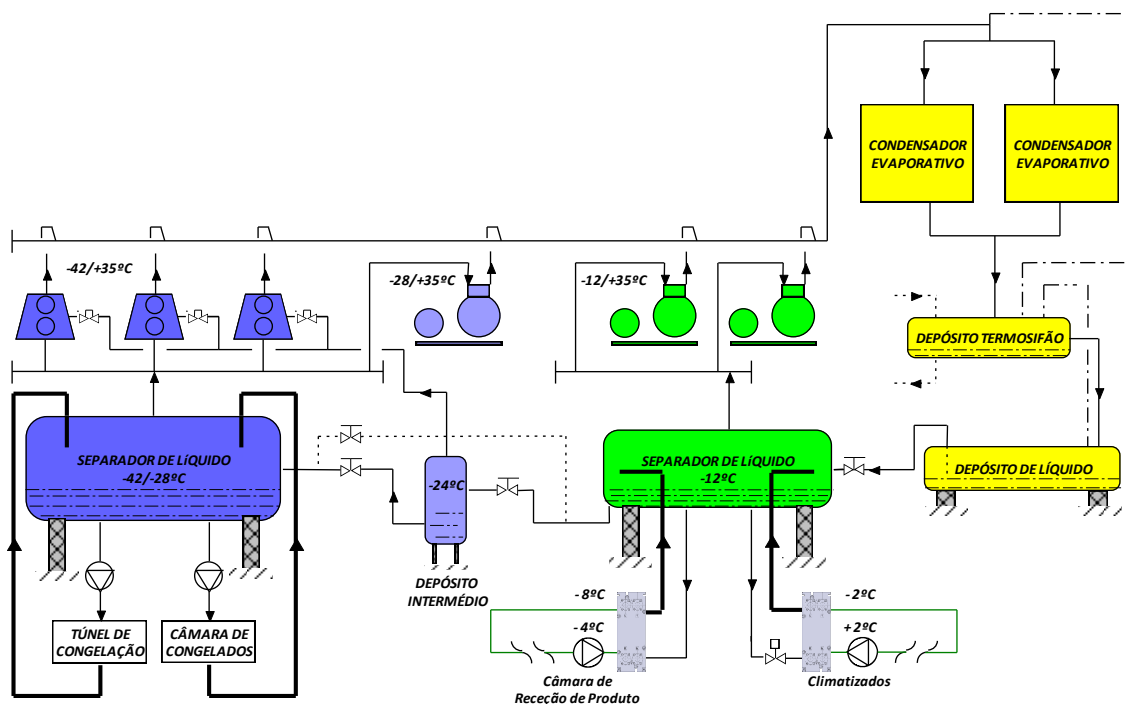 CONDENSADOR
EVAPORATIVO
CONDENSADOR
EVAPORATIVO
-42/+35ºC
-28/+35ºC
-12/+35ºC
DEPÓSITO TERMOSIFÃO
SEPARADOR DE LíQUIDO
-42/-28ºC
-24ºC
SEPARADOR DE LíQUIDO
-12ºC
DEPÓSITO DE LÍQUIDO
DEPÓSITO
INTERMÉDIO
TÚNEL DE
CONGELAÇÃO
CÂMARA DE
CONGELADOS
- 8ºC
- 4ºC
- 2ºC
+2ºC
Câmara de
Receção de Produto
Climatizados